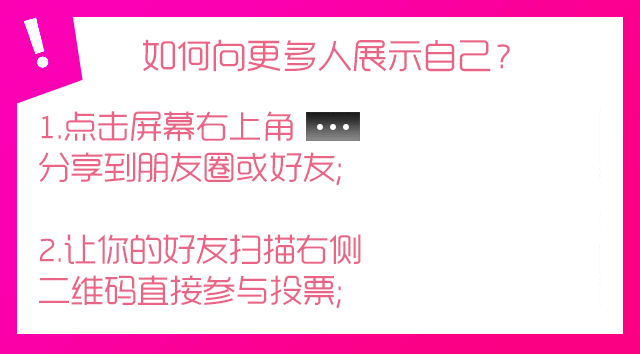 !
如何向更多人展示自己?
1.点击屏幕右上角 •••
分享到朋友圈或好友;
2.让你的好友扫描右侧
二维码直接参与投票;